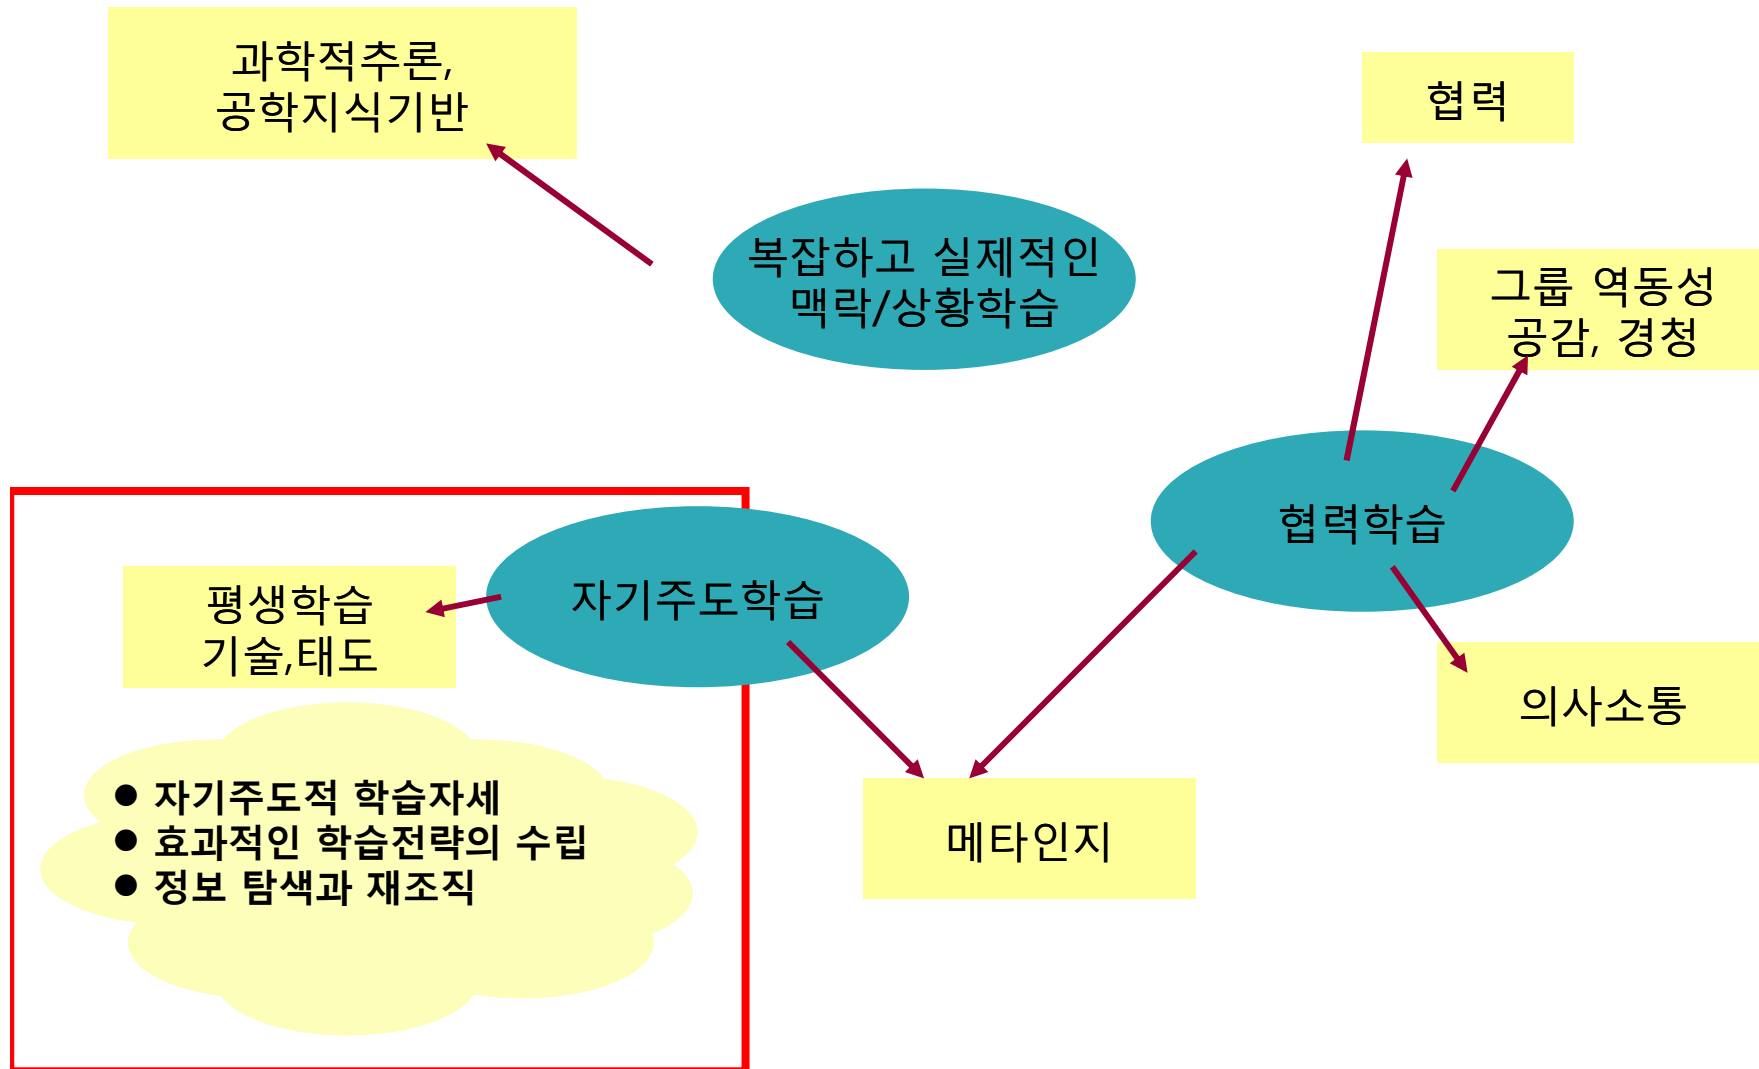 과학적추론,
공학지식기반
협력
복잡하고 실제적인
맥락/상황학습
그룹 역동성
공감, 경청
협력학습
자기주도학습
평생학습
기술,태도
의사소통
● 자기주도적 학습자세
● 효과적인 학습전략의 수립
● 정보 탐색과 재조직
메타인지